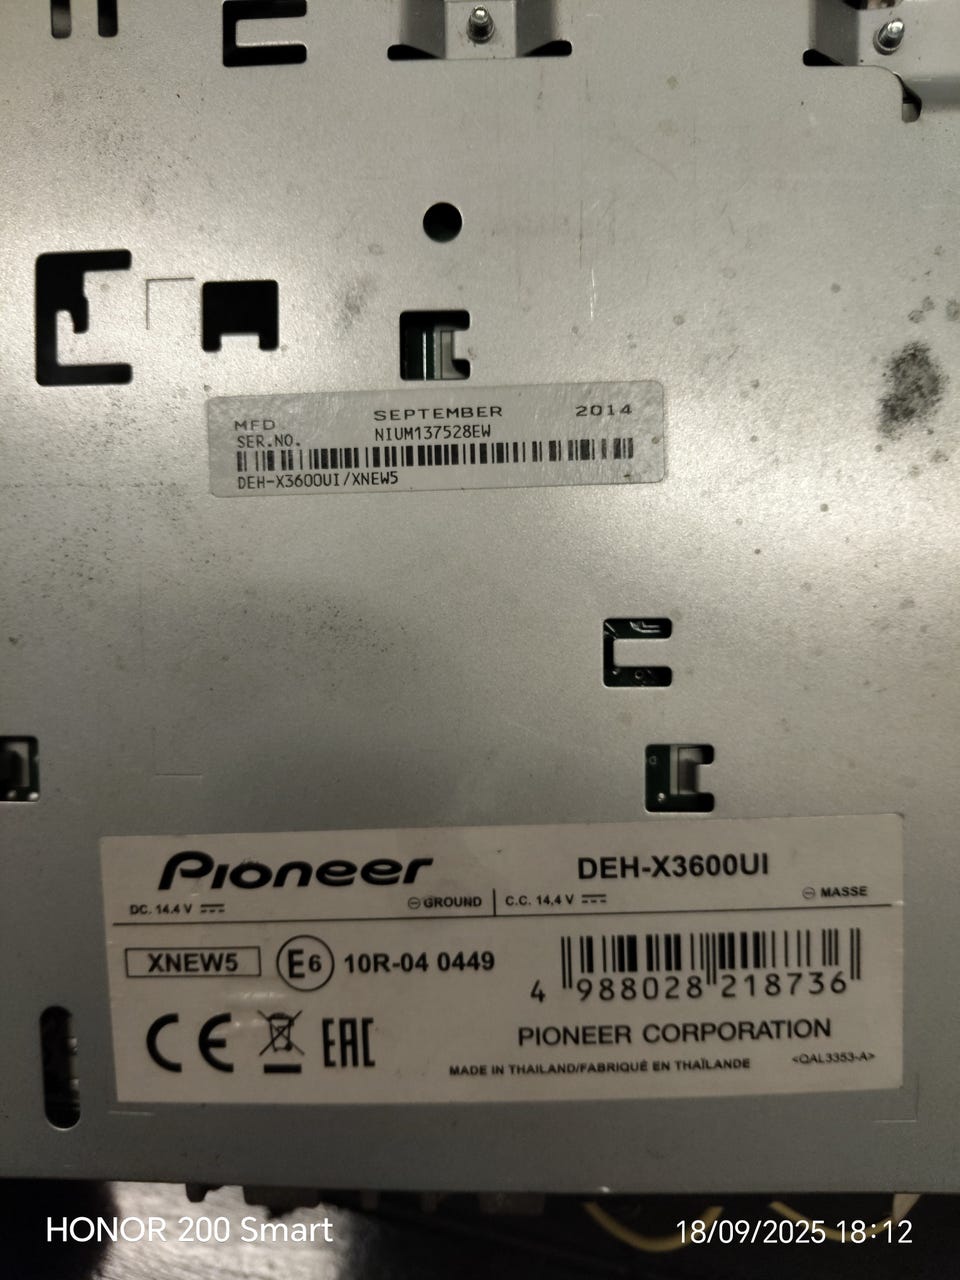 MFD SEPTEMBER 2014
SER.NO. NIUM137528EW
DEH-X3600UI/XNEW5
Pioneer DEH-X3600UI
DC. 14.4 V ⊖GROUND C.C. 14,4 V ⊖ MASSE
XNEW5 E6 10R-04 0449
4 988028 218736
CE EAC PIONEER CORPORATION
MADE IN THAILAND/FABRIQUÉ EN THAÏLANDE <QAL3353-A>
HONOR 200 Smart 18/09/2025 18:12